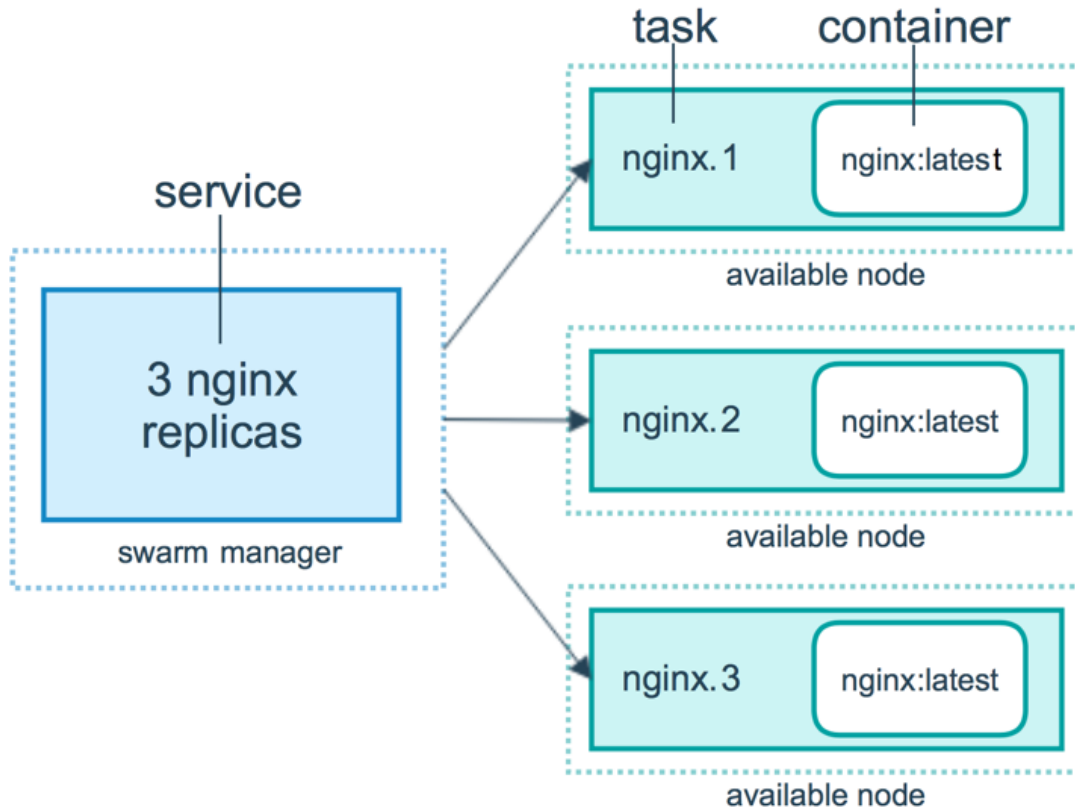 task
container
nginx.1
nginx:latest
available node
service
3 nginx
replicas
swarm manager
nginx.2
nginx:latest
available node
nginx.3
nginx:latest
available node